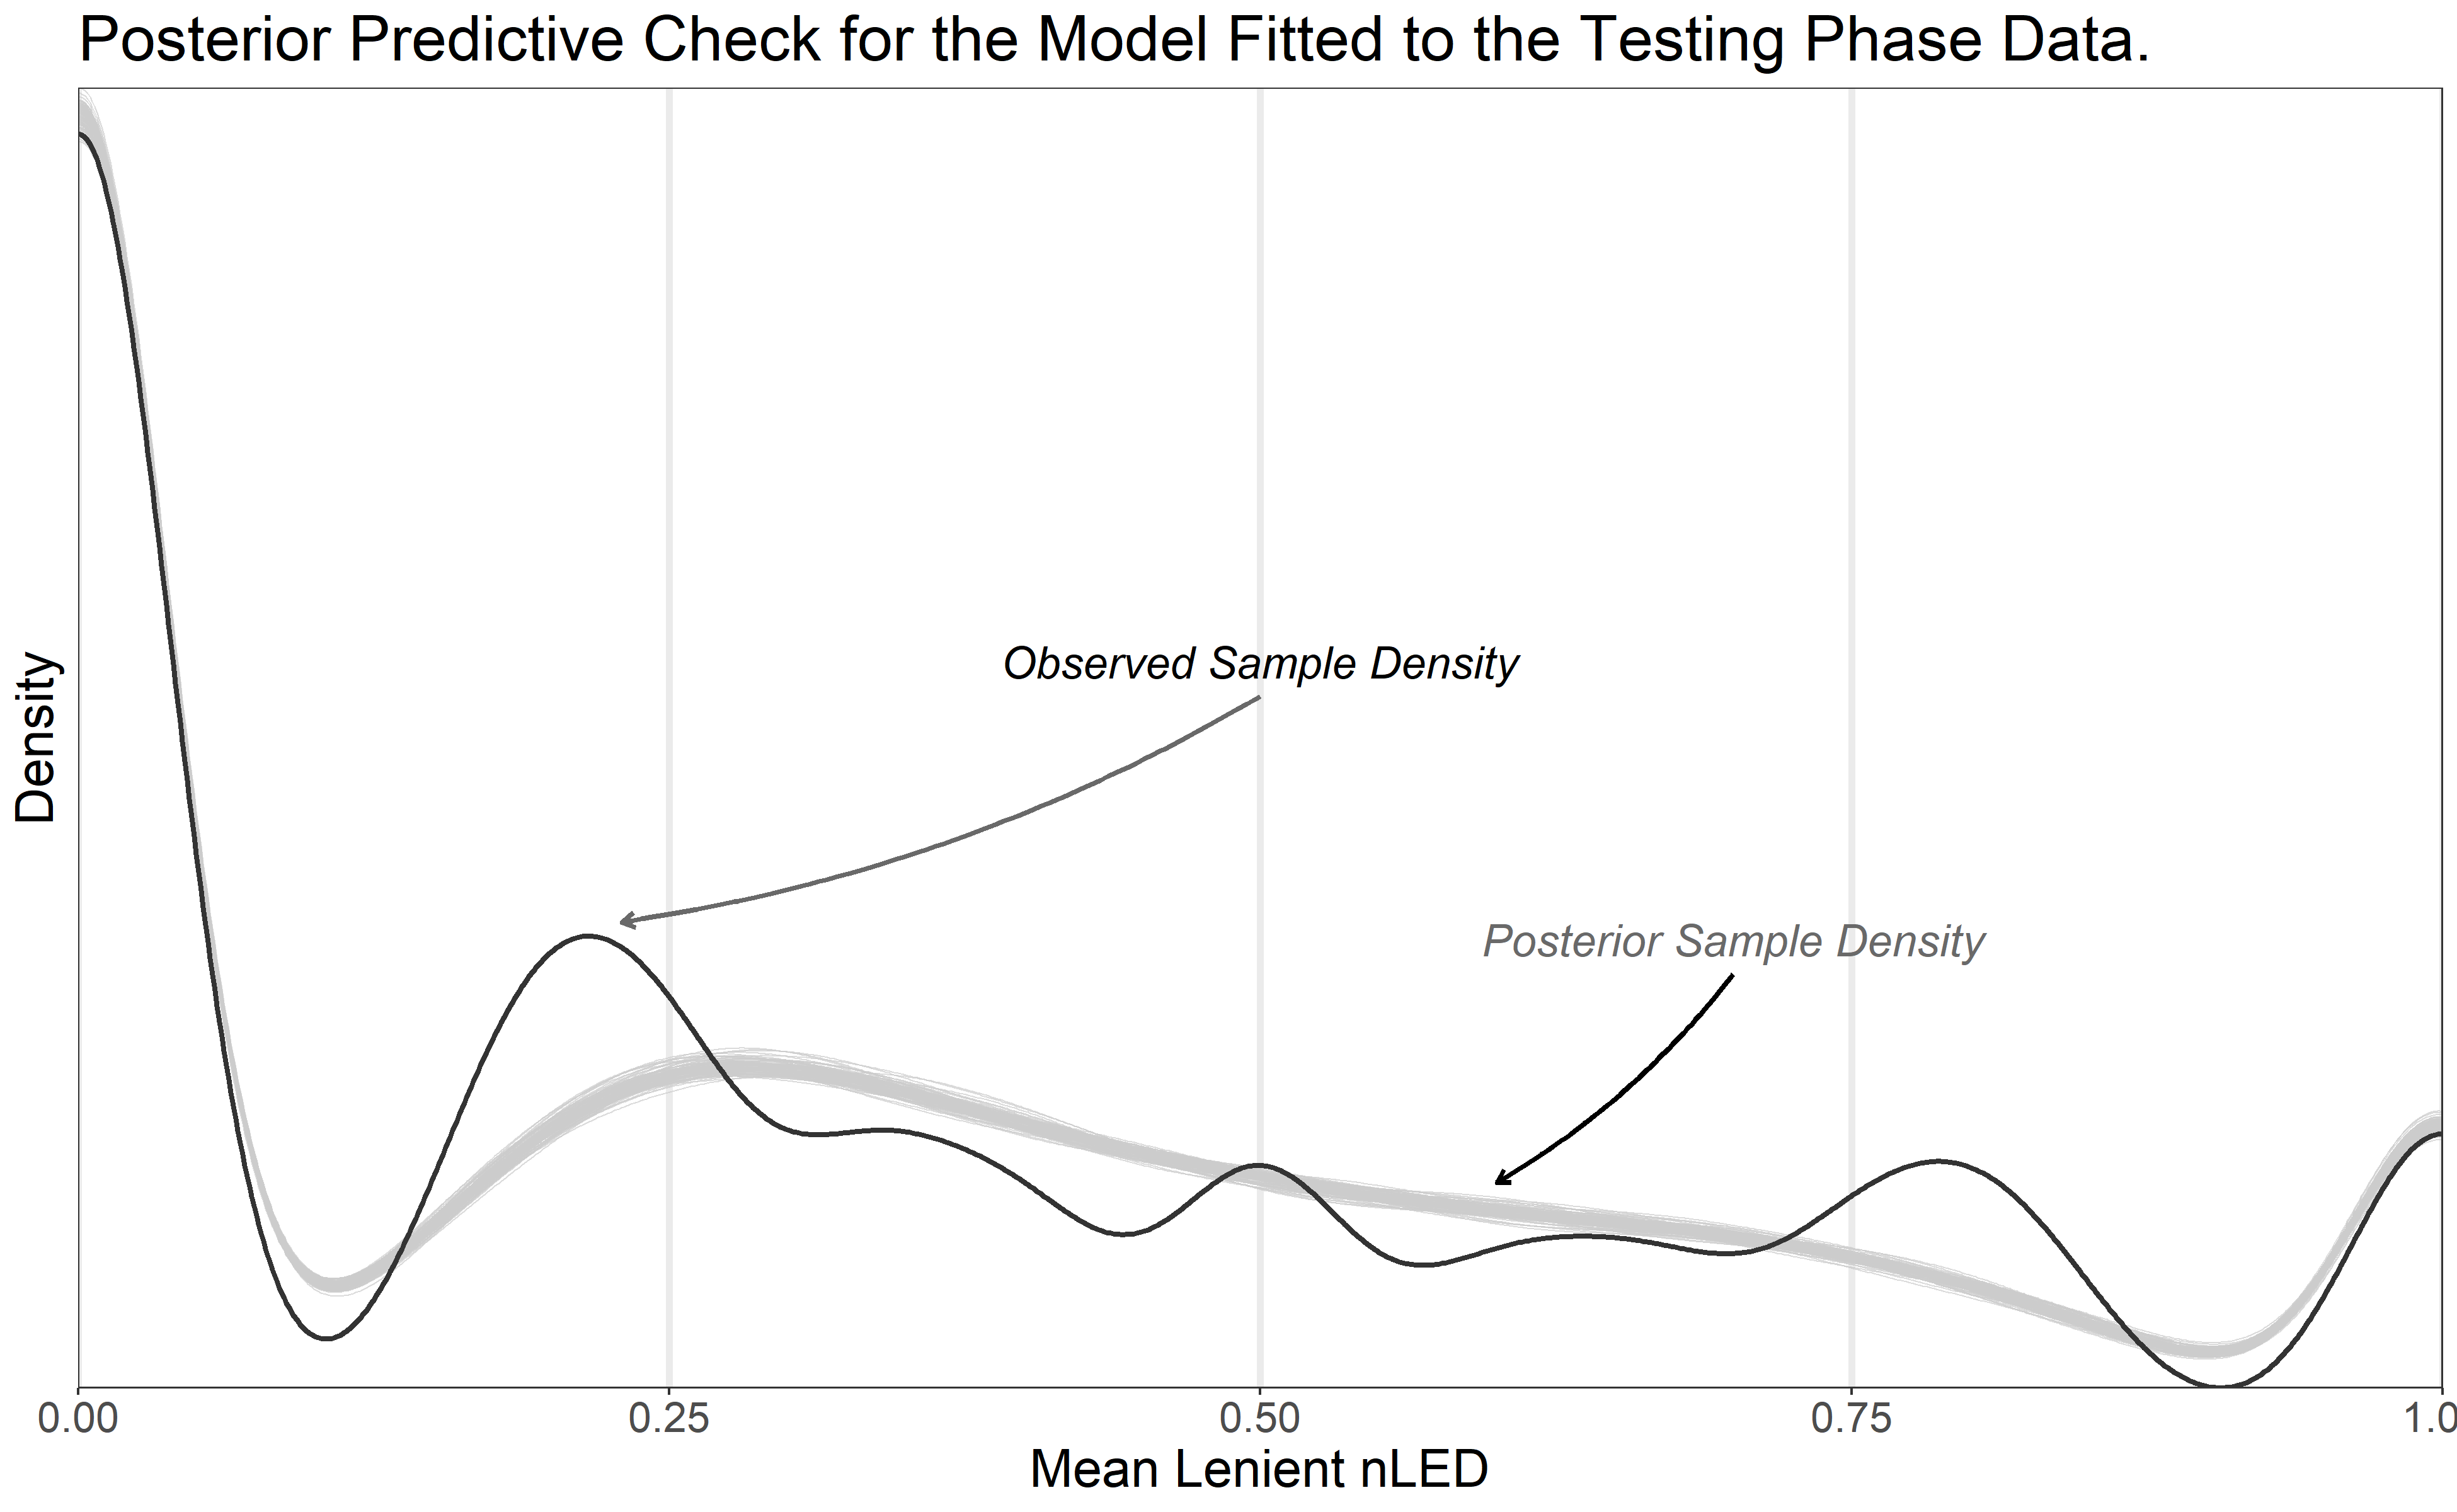 Posterior Predictive Check for the Model Fitted to the Testing Phase Data.
Density
Observed Sample Density
Posterior Sample Density
0.00 0.25 0.50 0.75 1.0
Mean Lenient nLED